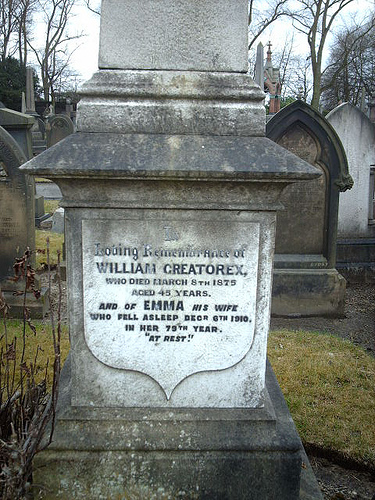 In
Loving Remembrance of
WILLIAM GREATOREX,
WHO DIED MARCH 8TH 1875
AGED 45 YEARS.
AND OF EMMA HIS WIFE
WHO FELL ASLEEP DECR 6TH 1910,
IN HER 79TH YEAR.
"AT REST."